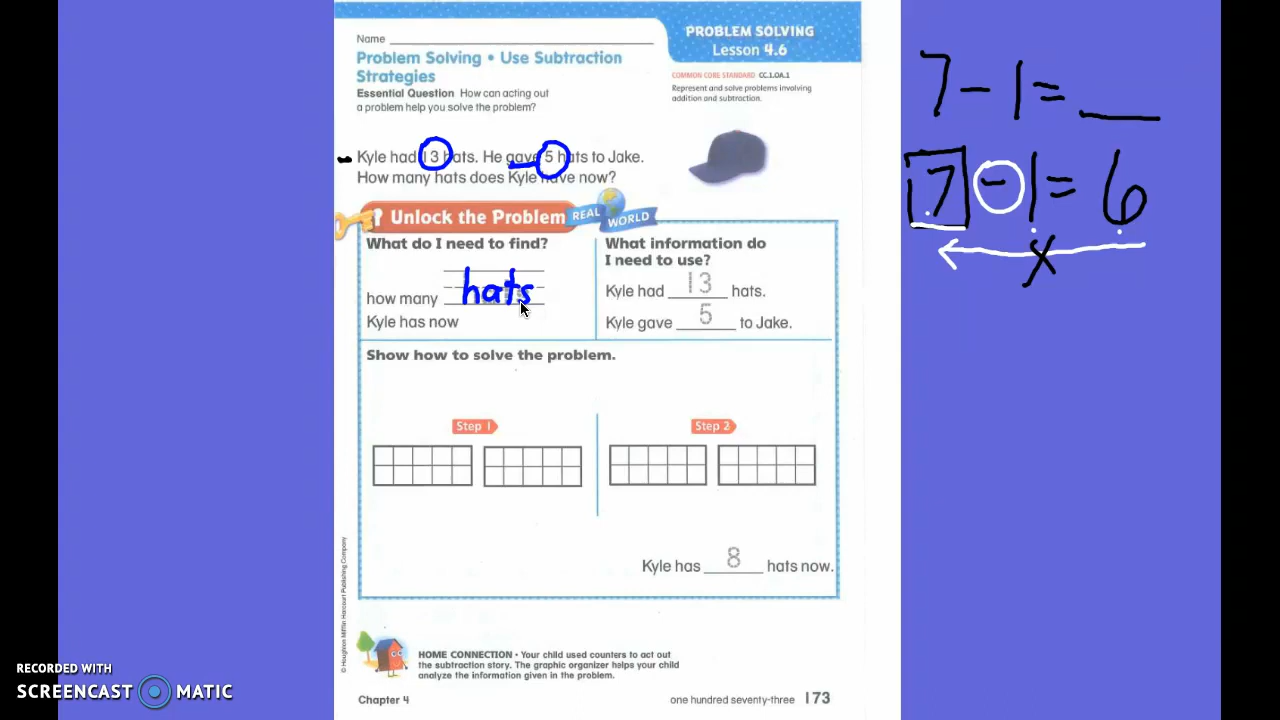 Name
PROBLEM SOLVING
Lesson 4.6
Problem Solving • Use Subtraction
Strategies
COMMON CORE STANDARD CC.1.OA.1
Represent and solve problems involving
addition and subtraction.
Essential Question How can acting out
a problem help you solve the problem?
Kyle had 13 hats. He gave 5 hats to Jake.
How many hats does Kyle have now?
Unlock the Problem REAL WORLD
What do I need to find?
how many hats
Kyle has now
What information do
I need to use?
Kyle had 13 hats.
Kyle gave 5 to Jake.
Show how to solve the problem.
Step 1
Step 2
Kyle has 8 hats now.
HOME CONNECTION • Your child used counters to act out
the subtraction story. The graphic organizer helps your child
analyze the information given in the problem.
© Houghton Mifflin Harcourt Publishing Company
Chapter 4
one hundred seventy-three 173
7 - 1 = __
7 - 1 = 6
x
RECORDED WITH
SCREENCAST MATIC